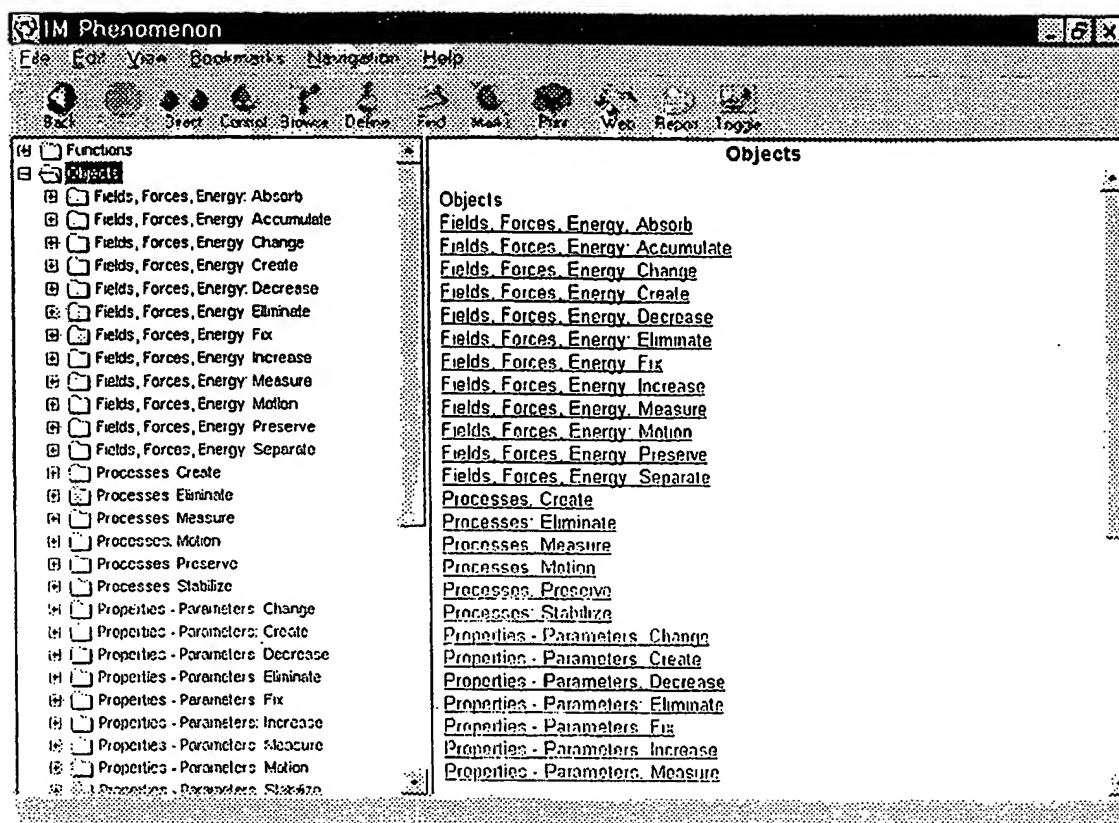 IM Phenomenon
File Edit View Bookmarks Navigation Help
Back Direct Control Browse Define Find Print Web Report Toggle
Functions
Objects
Fields, Forces, Energy: Absorb
Fields, Forces, Energy Accumulate
Fields, Forces, Energy Change
Fields, Forces, Energy Create
Fields, Forces, Energy: Decrease
Fields, Forces, Energy Eliminate
Fields, Forces, Energy Fix
Fields, Forces, Energy Increase
Fields, Forces, Energy Measure
Fields, Forces, Energy Motion
Fields, Forces, Energy Preserve
Fields, Forces, Energy Separate
Processes Create
Processes Eliminate
Processes Measure
Processes. Motion
Processes Preserve
Processes Stabilize
Properties - Parameters Change
Properties - Parameters: Create
Properties - Parameters Decrease
Properties - Parameters Eliminate
Properties - Parameters Fix
Properties - Parameters: Increase
Properties - Parameters Measure
Properties - Parameters Motion
Properties - Parameters Stabilize
Objects
Objects
Fields, Forces, Energy. Absorb
Fields, Forces, Energy: Accumulate
Fields, Forces, Energy Change
Fields, Forces, Energy Create
Fields, Forces, Energy. Decrease
Fields, Forces, Energy: Eliminate
Fields, Forces, Energy Fix
Fields, Forces, Energy Increase
Fields, Forces, Energy. Measure
Fields, Forces, Energy: Motion
Fields, Forces, Energy Preserve
Fields, Forces, Energy Separate
Processes. Create
Processes: Eliminate
Processes Measure
Processes Motion
Processes. Preserve
Processes: Stabilize
Properties - Parameters Change
Properties - Parameters Create
Properties - Parameters. Decrease
Properties - Parameters: Eliminate
Properties - Parameters Fix
Properties - Parameters Increase
Properties - Parameters. Measure